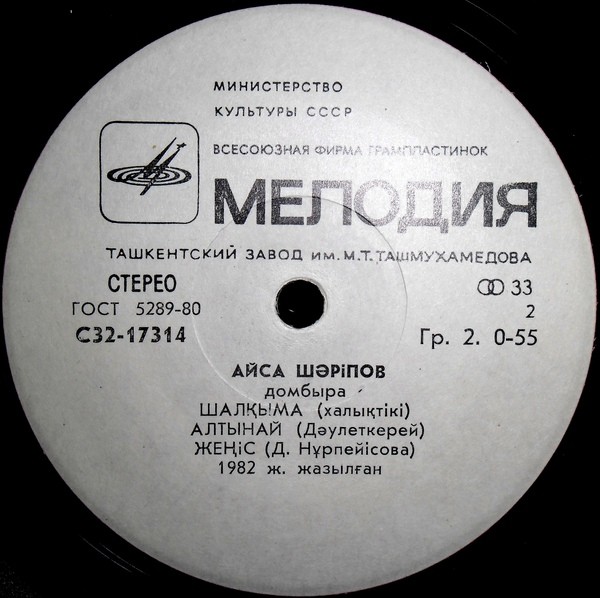 МИНИСТЕРСТВО
КУЛЬТУРЫ СССР
ВСЕСОЮЗНАЯ ФИРМА ГРАМПЛАСТИНОК
МЕЛОДИЯ
ТАШКЕНТСКИЙ ЗАВОД ИМ. М.Т. ТАШМУХАМЕДОВА
СТЕРЕО 33
ГОСТ 5289-80 2
С32-17314 Гр. 2. 0-55
АЙСА ШӘРІПОВ
домбыра
ШАЛҚЫМА (халықтікі)
АЛТЫНАЙ (Дәулеткерей)
ЖЕҢІС (Д. Нұрпейісова)
1982 ж. жазылған